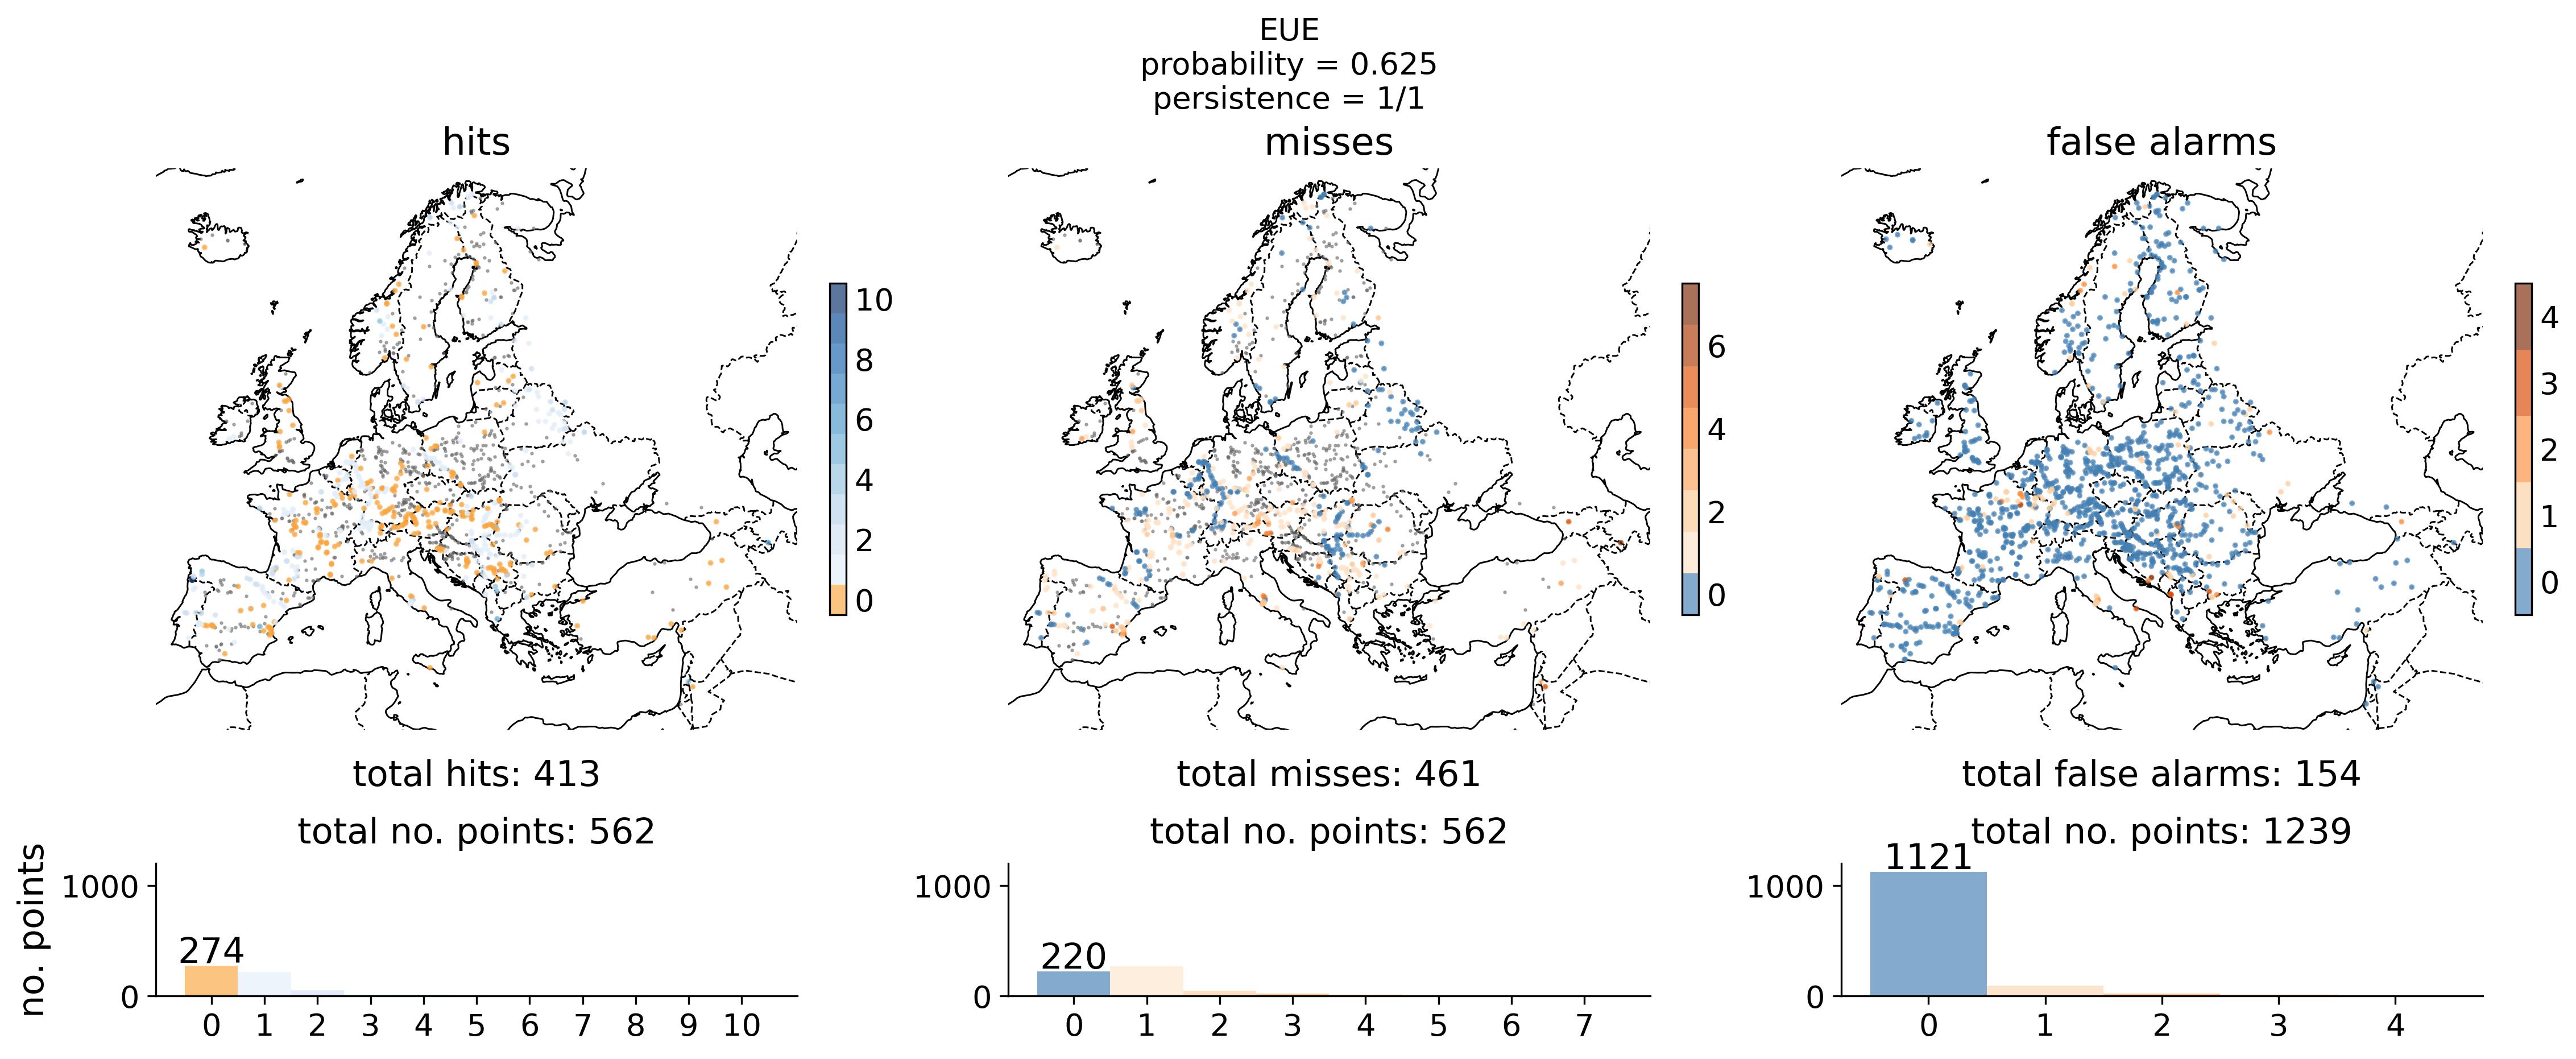 EUE
probability = 0.625
persistence = 1/1
hits
misses
false alarms
10
8
6
4
2
0
6
4
2
0
4
3
2
1
0
total hits: 413
total misses: 461
total false alarms: 154
total no. points: 562
total no. points: 562
total no. points: 1239
no. points
1000
0
274
0 1 2 3 4 5 6 7 8 9 10
1000
0
220
0 1 2 3 4 5 6 7
1000
0
1121
0 1 2 3 4